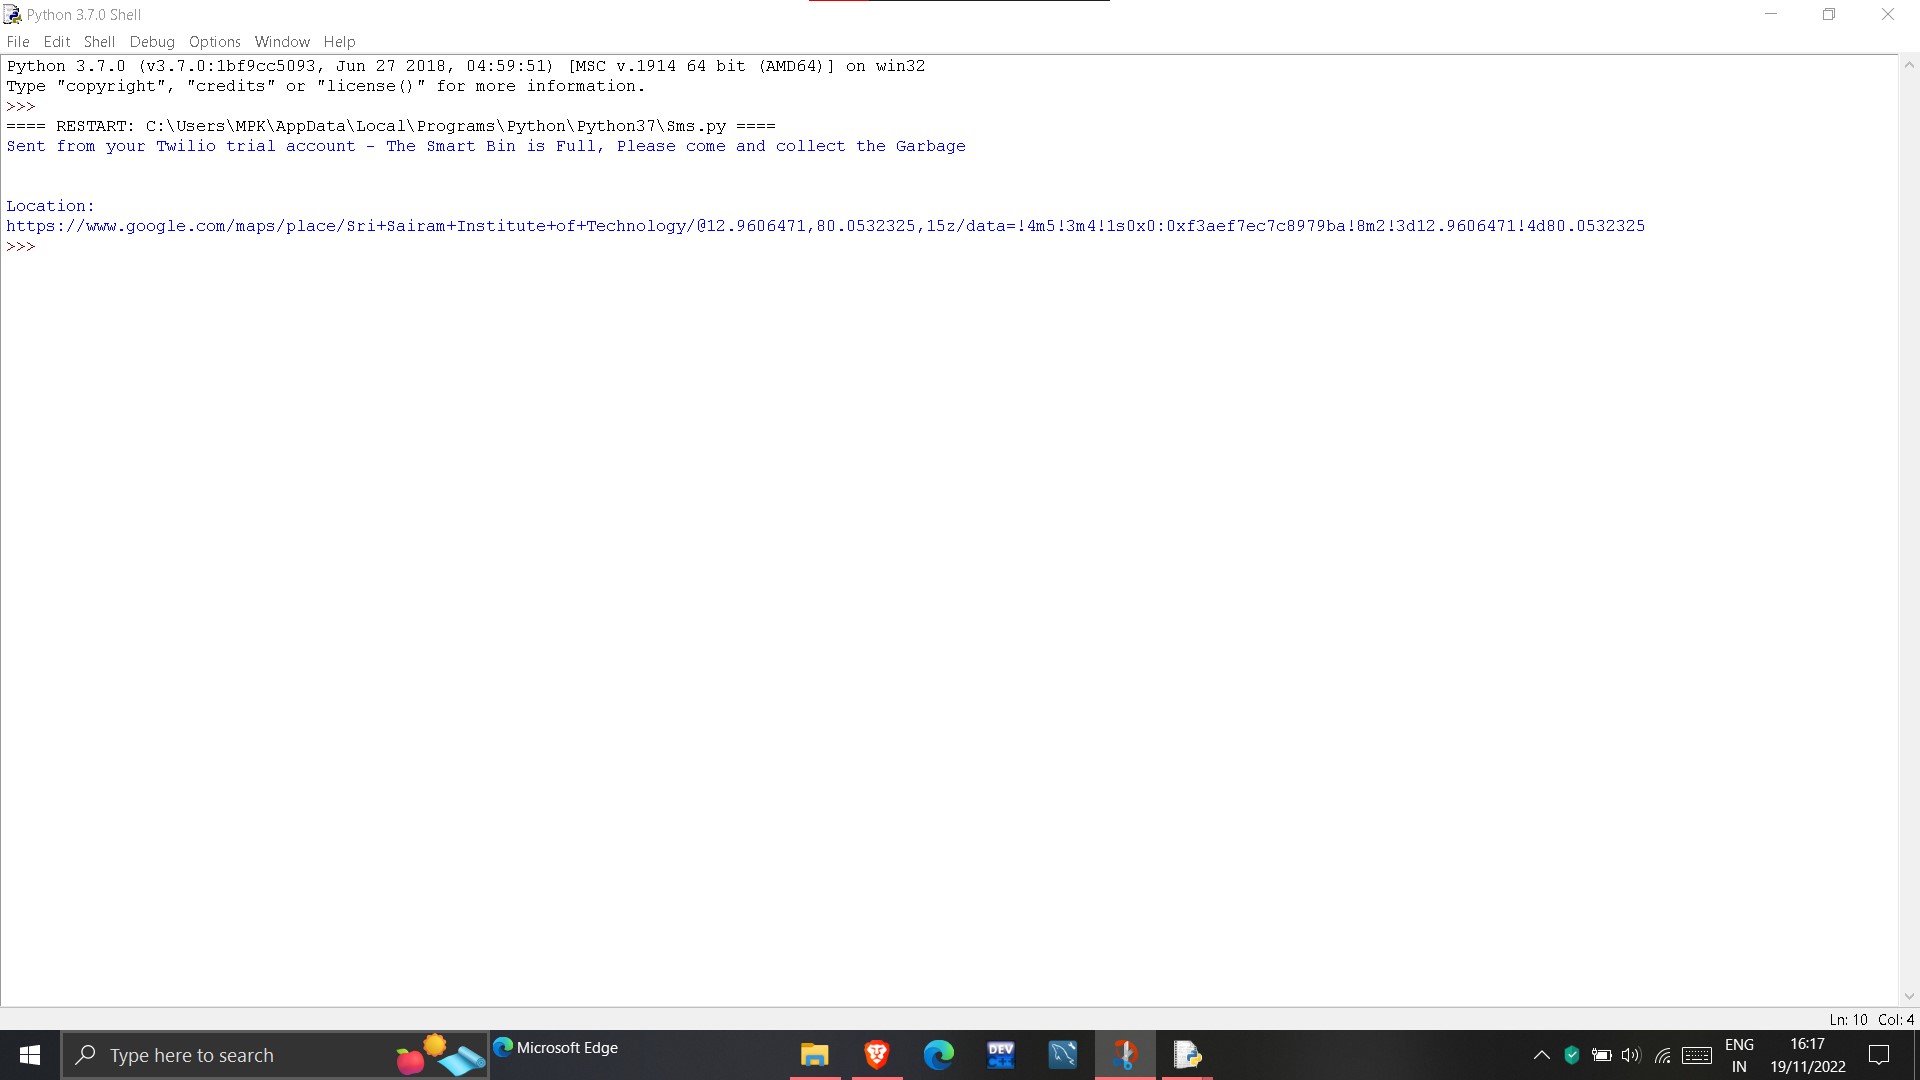 Python 3.7.0 Shell
File Edit Shell Debug Options Window Help
Python 3.7.0 (v3.7.0:1bf9cc5093, Jun 27 2018, 04:59:51) [MSC v.1914 64 bit (AMD64)] on win32
Type "copyright", "credits" or "license()" for more information.
>>>
==== RESTART: C:\Users\MPK\AppData\Local\Programs\Python\Python37\Sms.py ====
Sent from your Twilio trial account - The Smart Bin is Full, Please come and collect the Garbage
Location:
https://www.google.com/maps/place/Sri+Sairam+Institute+of+Technology/@12.9606471,80.0532325,15z/data=!4m5!3m4!1s0x0:0xf3aef7ec7c8979ba!8m2!3d12.9606471!4d80.0532325
>>>
Ln: 10 Col: 4
Type here to search
Microsoft Edge
DEV
C++
ENG
IN
16:17
19/11/2022